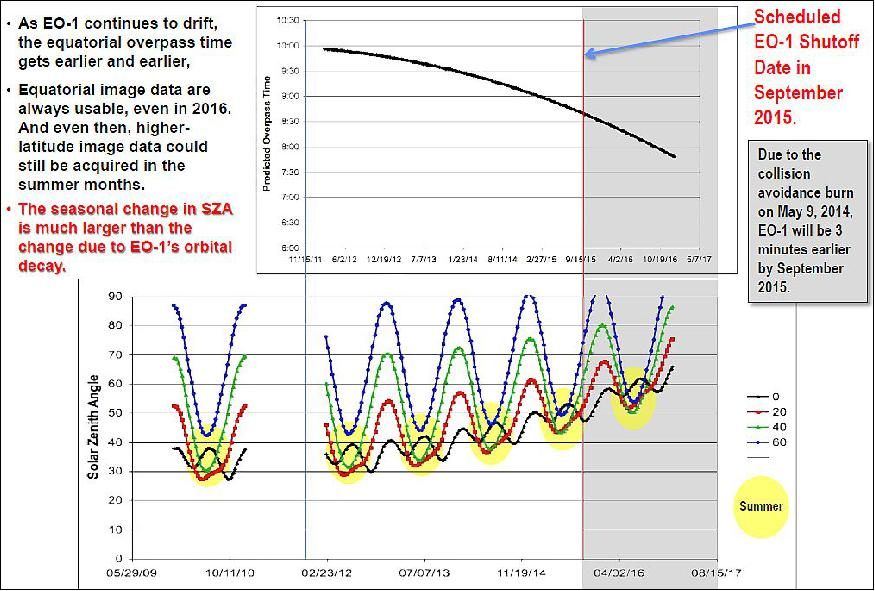 • As EO-1 continues to drift,
the equatorial overpass time
gets earlier and earlier,
• Equatorial image data are
always usable, even in 2016.
And even then, higher-
latitude image data could
still be acquired in the
summer months.
• The seasonal change in SZA
is much larger than the
change due to EO-1's orbital
decay.
Predicted Overpass Time
10:30
10:00
9:30
9:00
8:30
8:00
7:30
7:00
6:30
6:00
11/15/11 6/2/12 12/19/12 7/7/13 1/23/14 8/11/14 2/27/15 9/15/15 4/2/16 10/19/16 5/7/17
Scheduled
EO-1 Shutoff
Date in
September
2015.
Due to the
collision
avoidance burn
on May 9, 2014,
EO-1 will be 3
minutes earlier
by September
2015.
Solar Zenith Angle
90
80
70
60
50
40
30
20
10
0
05/29/09 10/11/10 02/23/12 07/07/13 11/19/14 04/02/16 08/15/17
0
20
40
60
Summer